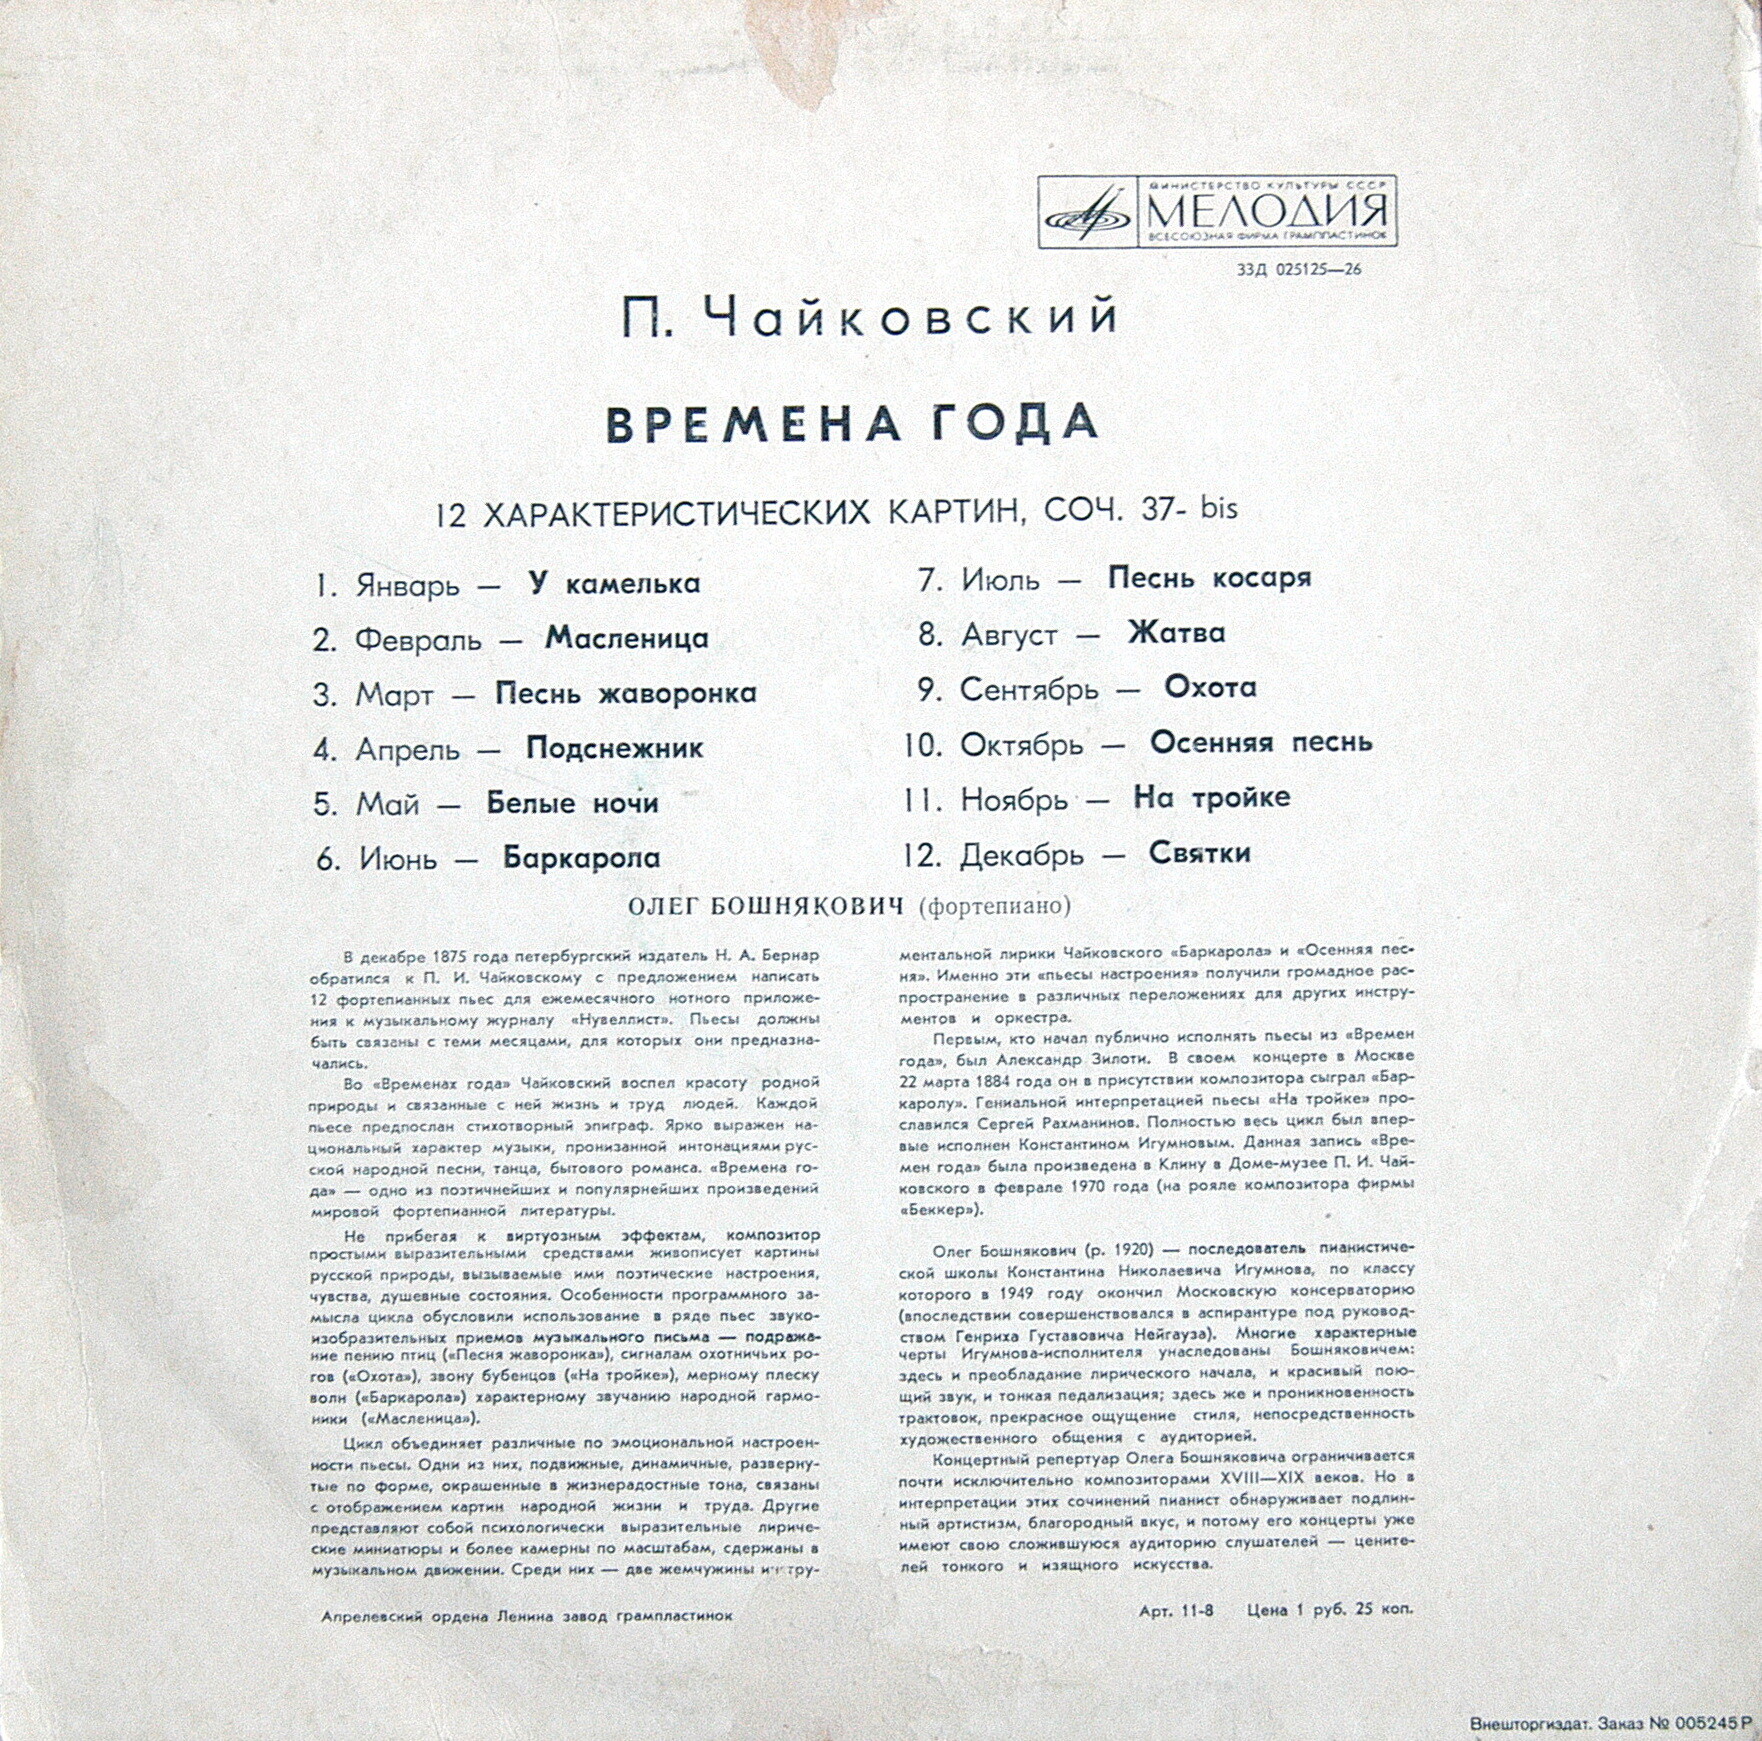 МИНИСТЕРСТВО КУЛЬТУРЫ СССР
МЕЛОДИЯ
ВСЕСОЮЗНАЯ ФИРМА ГРАМПЛАСТИНОК
33Д 025125—26
П. Чайковский
ВРЕМЕНА ГОДА
12 ХАРАКТЕРИСТИЧЕСКИХ КАРТИН, СОЧ. 37- bis
1. Январь — У камелька
2. Февраль — Масленица
3. Март — Песнь жаворонка
4. Апрель — Подснежник
5. Май — Белые ночи
6. Июнь — Баркарола
7. Июль — Песнь косаря
8. Август — Жатва
9. Сентябрь — Охота
10. Октябрь — Осенняя песнь
11. Ноябрь — На тройке
12. Декабрь — Святки
ОЛЕГ БОШНЯКОВИЧ (фортепиано)
В декабре 1875 года петербургский издатель Н. А. Бернар
обратился к П. И. Чайковскому с предложением написать
12 фортепианных пьес для ежемесячного нотного приложе-
ния к музыкальному журналу «Нувеллист». Пьесы должны
быть связаны с теми месяцами, для которых они предназна-
чались.
Во «Временах года» Чайковский воспел красоту родной
природы и связанные с ней жизнь и труд людей. Каждой
пьесе предпослан стихотворный эпиграф. Ярко выражен на-
циональный характер музыки, пронизанной интонациями рус-
ской народной песни, танца, бытового романса. «Времена го-
да» — одно из поэтичнейших и популярнейших произведений
мировой фортепианной литературы.
Не прибегая к виртуозным эффектам, композитор
простыми выразительными средствами живописует картины
русской природы, вызываемые ими поэтические настроения,
чувства, душевные состояния. Особенности программного за-
мысла цикла обусловили использование в ряде пьес звуко-
изобразительных приемов музыкального письма — подража-
ние пению птиц («Песня жаворонка»), сигналам охотничьих ро-
гов («Охота»), звону бубенцов («На тройке»), мерному плеску
волн («Баркарола») характерному звучанию народной гармо-
ники («Масленица»).
Цикл объединяет различные по эмоциональной настроен-
ности пьесы. Одни из них, подвижные, динамичные, разверну-
тые по форме, окрашенные в жизнерадостные тона, связаны
с отображением картин народной жизни и труда. Другие
представляют собой психологически выразительные лириче-
ские миниатюры и более камерны по масштабам, сдержаны в
музыкальном движении. Среди них — две жемчужины инстру-
ментальной лирики Чайковского «Баркарола» и «Осенняя пес-
ня». Именно эти «пьесы настроения» получили громадное рас-
пространение в различных переложениях для других инстру-
ментов и оркестра.
Первым, кто начал публично исполнять пьесы из «Времен
года», был Александр Зилоти. В своем концерте в Москве
22 марта 1884 года он в присутствии композитора сыграл «Бар-
каролу». Гениальной интерпретацией пьесы «На тройке» про-
славился Сергей Рахманинов. Полностью весь цикл был впер-
вые исполнен Константином Игумновым. Данная запись «Вре-
мен года» была произведена в Клину в Доме-музее П. И. Чай-
ковского в феврале 1970 года (на рояле композитора фирмы
«Беккер»).
Олег Бошнякович (р. 1920) — последователь пианистиче-
ской школы Константина Николаевича Игумнова, по классу
которого в 1949 году окончил Московскую консерваторию
(впоследствии совершенствовался в аспирантуре под руковод-
ством Генриха Густавовича Нейгауза). Многие характерные
черты Игумнова-исполнителя унаследованы Бошняковичем:
здесь и преобладание лирического начала, и красивый пою-
щий звук, и тонкая педализация; здесь же и проникновенность
трактовок, прекрасное ощущение стиля, непосредственность
художественного общения с аудиторией.
Концертный репертуар Олега Бошняковича ограничивается
почти исключительно композиторами XVIII—XIX веков. Но в
интерпретации этих сочинений пианист обнаруживает подлин-
ный артистизм, благородный вкус, и потому его концерты уже
имеют свою сложившуюся аудиторию слушателей — цените-
лей тонкого и изящного искусства.
Апрелевский ордена Ленина завод грампластинок
Арт. 11-8 Цена 1 руб. 25 коп.
Внешторгиздат. Заказ № 005245Р